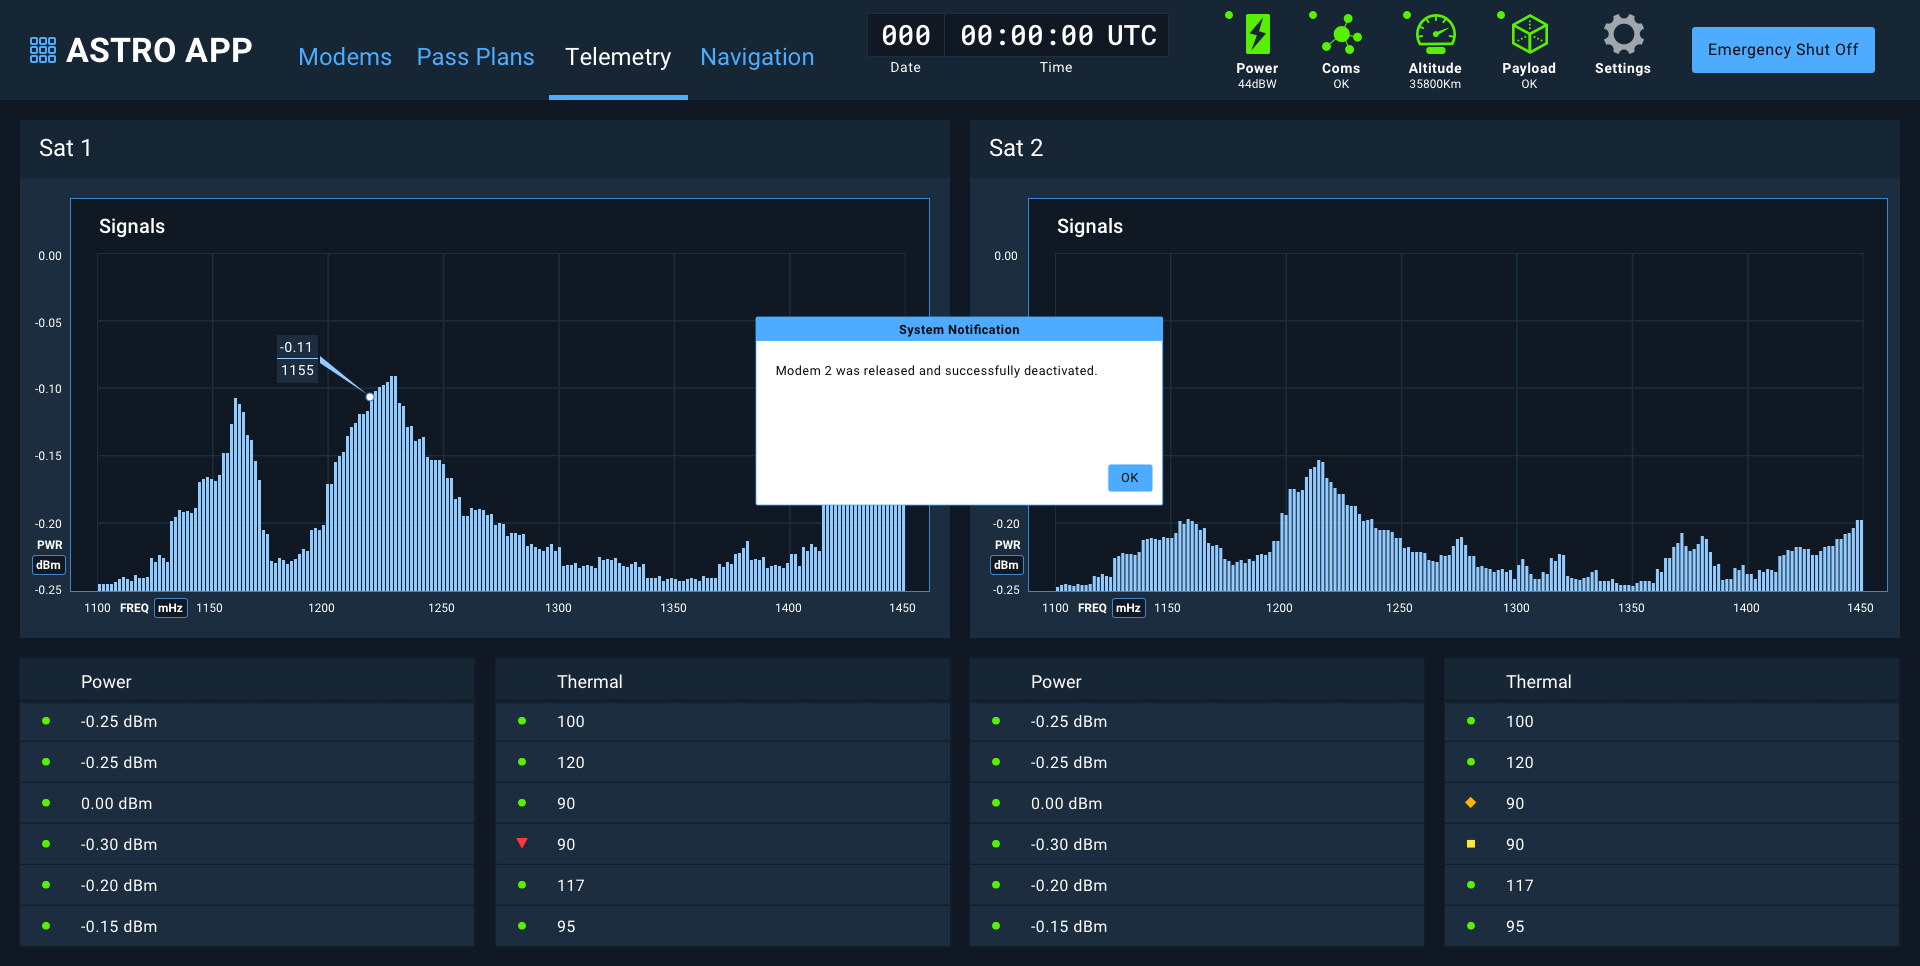 ASTRO APP
Modems
Pass Plans
Telemetry
Navigation
000
00:00:00 UTC
Date
Time
Power
44dBW
Coms
OK
Altitude
35800Km
Payload
OK
Settings
Emergency Shut Off
Sat 1
Signals
0.00
-0.05
-0.10
-0.15
-0.20
PWR
dBm
-0.25
-0.11
1155
1100 FREQ mHz 1150 1200 1250 1300 1350 1400 1450
Sat 2
Signals
0.00
-0.20
PWR
dBm
-0.25
1100 FREQ mHz 1150 1200 1250 1300 1350 1400 1450
System Notification
Modem 2 was released and successfully deactivated.
OK
Power
-0.25 dBm
-0.25 dBm
0.00 dBm
-0.30 dBm
-0.20 dBm
-0.15 dBm
Thermal
100
120
90
90
117
95
Power
-0.25 dBm
-0.25 dBm
0.00 dBm
-0.30 dBm
-0.20 dBm
-0.15 dBm
Thermal
100
120
90
90
117
95